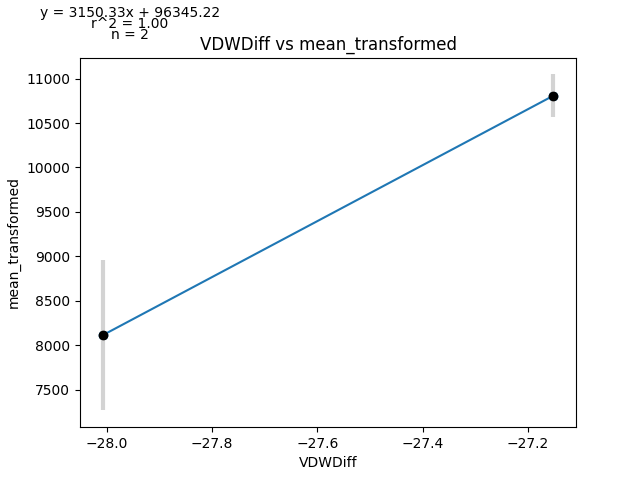 y = 3150.33x + 96345.22
r^2 = 1.00
n = 2
VDWDiff vs mean_transformed
11000
10500
10000
9500
9000
8500
8000
7500
mean_transformed
−28.0
−27.8
−27.6
−27.4
−27.2
VDWDiff